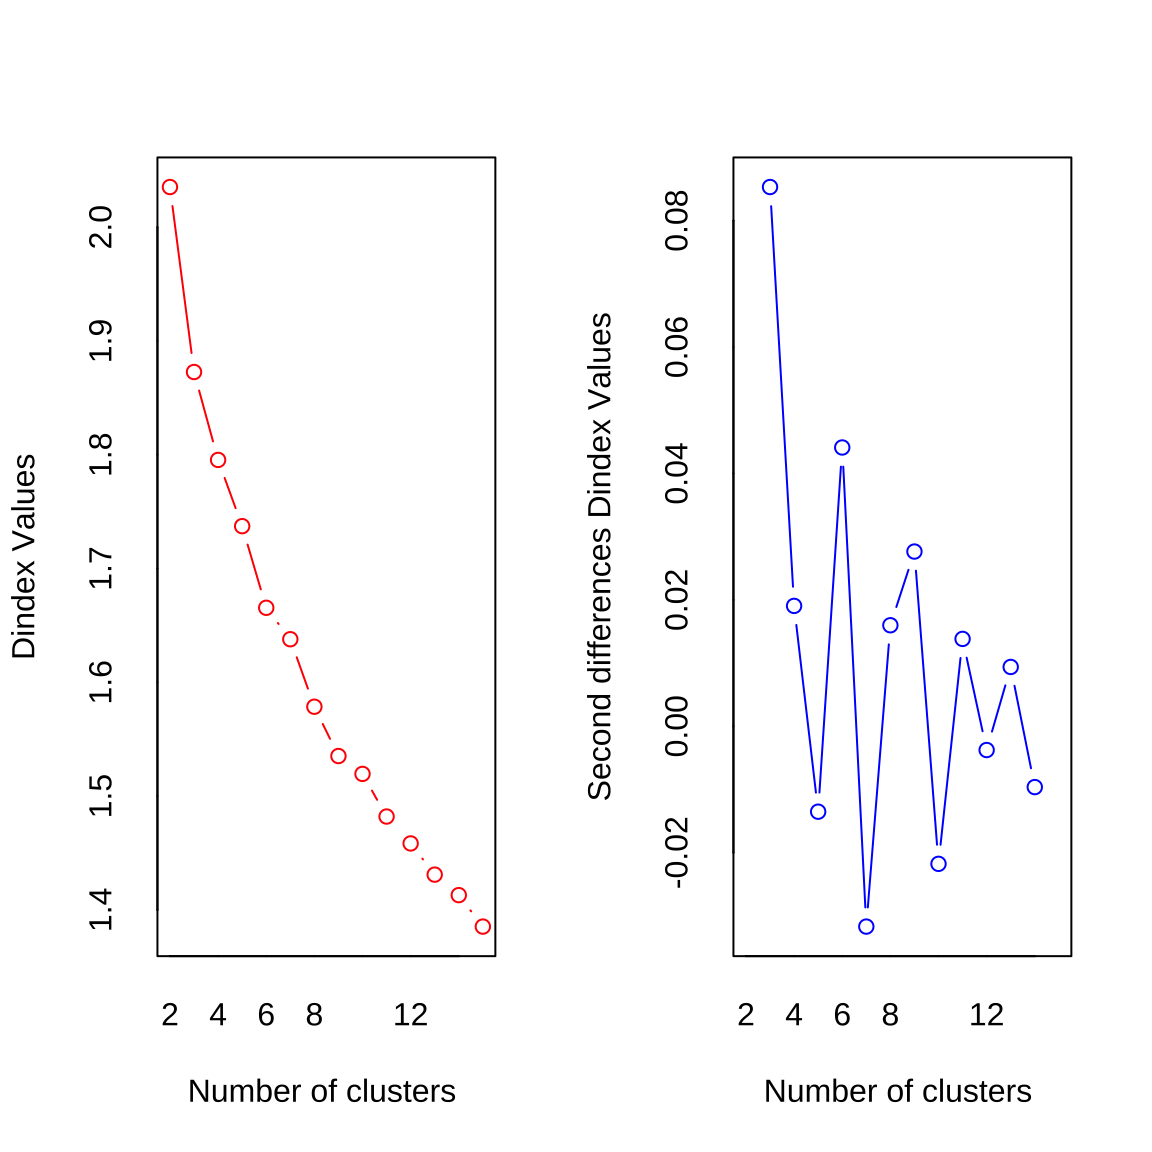 Dindex Values
2.0
1.9
1.8
1.7
1.6
1.5
1.4
2 4 6 8 12
Number of clusters
Second differences Dindex Values
0.08
0.06
0.04
0.02
0.00
-0.02
2 4 6 8 12
Number of clusters